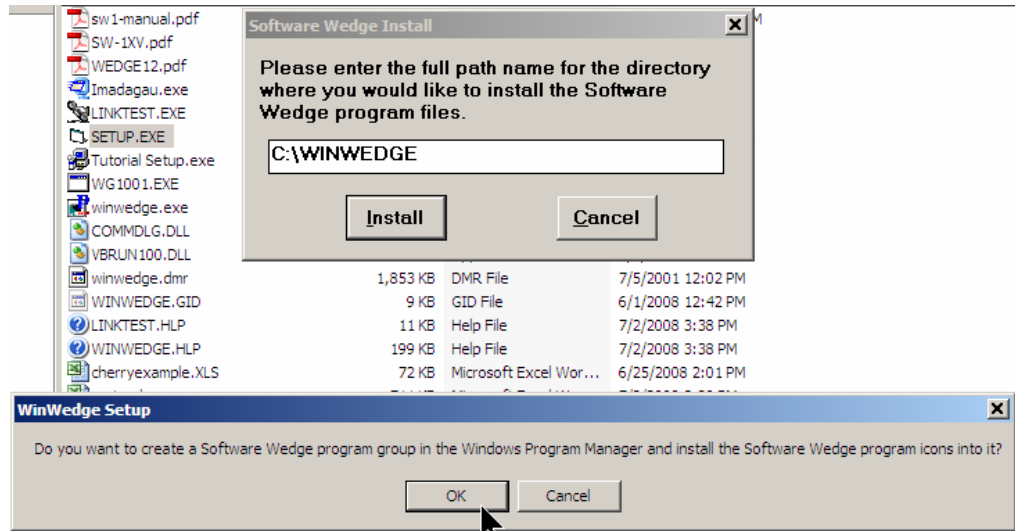 sw1-manual.pdf
SW-1XV.pdf
WEDGE12.pdf
Imadagau.exe
LINKTEST.EXE
SETUP.EXE
Tutorial Setup.exe
WG1001.EXE
winwedge.exe
COMMDLG.DLL
VBRUN100.DLL
winwedge.dmr 1,853 KB DMR File 7/5/2001 12:02 PM
WINWEDGE.GID 9 KB GID File 6/1/2008 12:42 PM
LINKTEST.HLP 11 KB Help File 7/2/2008 3:38 PM
WINWEDGE.HLP 199 KB Help File 7/2/2008 3:38 PM
cherryexample.XLS 72 KB Microsoft Excel Wor... 6/25/2008 2:01 PM
Software Wedge Install
Please enter the full path name for the directory
where you would like to install the Software
Wedge program files.
C:\WINWEDGE
Install Cancel
WinWedge Setup
Do you want to create a Software Wedge program group in the Windows Program Manager and install the Software Wedge program icons into it?
OK Cancel